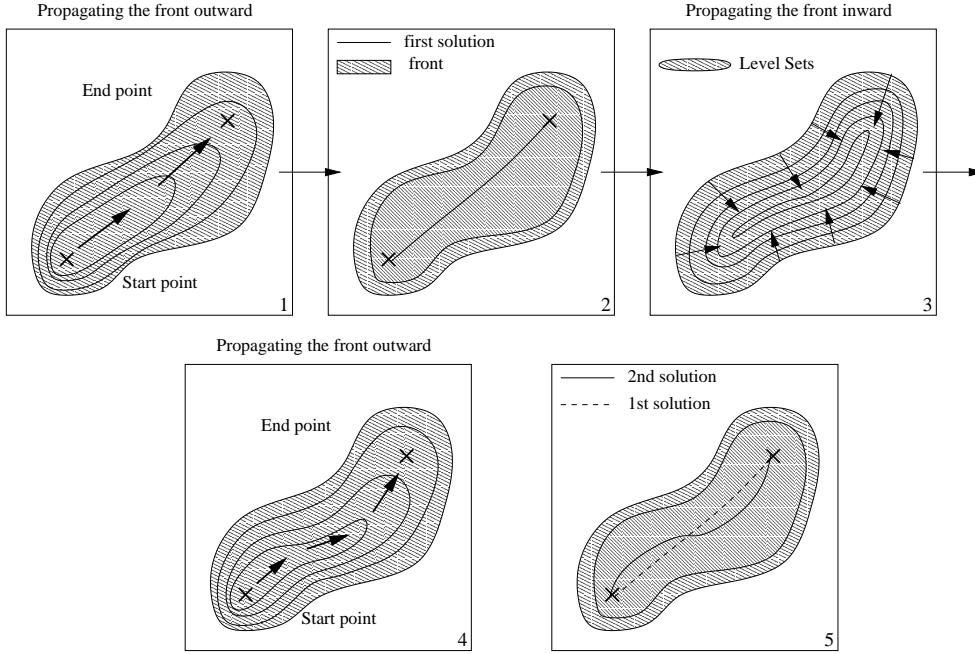 Propagating the front outward
Propagating the front inward
End point
Start point
1
first solution
front
2
Level Sets
3
Propagating the front outward
End point
Start point
4
2nd solution
1st solution
5